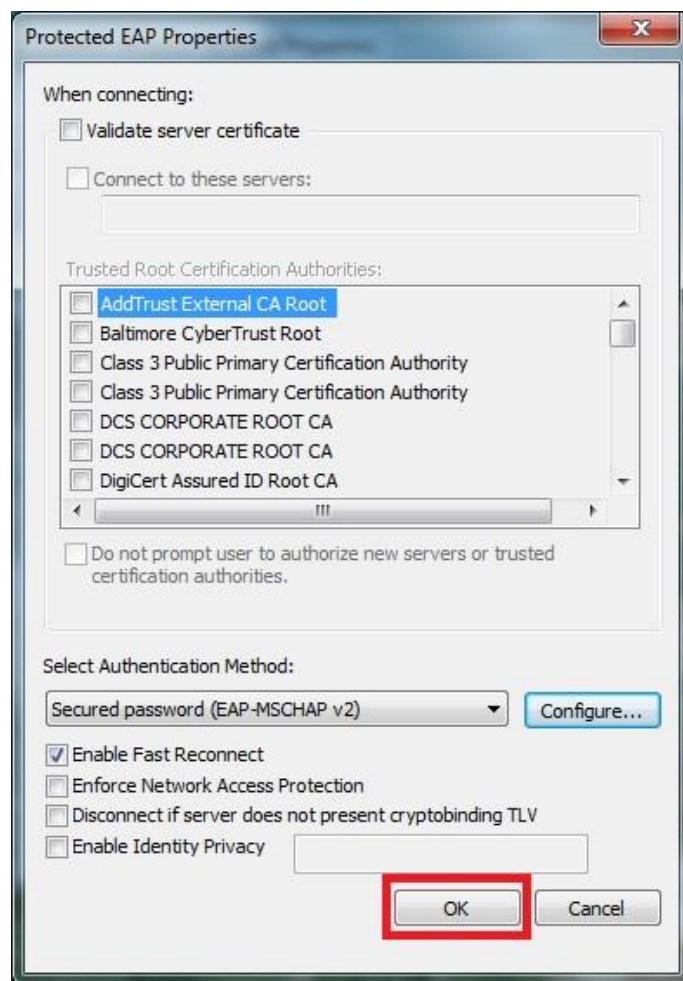 Protected EAP Properties
When connecting:
Validate server certificate
Connect to these servers:
Trusted Root Certification Authorities:
AddTrust External CA Root
Baltimore CyberTrust Root
Class 3 Public Primary Certification Authority
Class 3 Public Primary Certification Authority
DCS CORPORATE ROOT CA
DCS CORPORATE ROOT CA
DigiCert Assured ID Root CA
Do not prompt user to authorize new servers or trusted
certification authorities.
Select Authentication Method:
Secured password (EAP-MSCHAP v2)
Configure...
Enable Fast Reconnect
Enforce Network Access Protection
Disconnect if server does not present cryptobinding TLV
Enable Identity Privacy
OK
Cancel